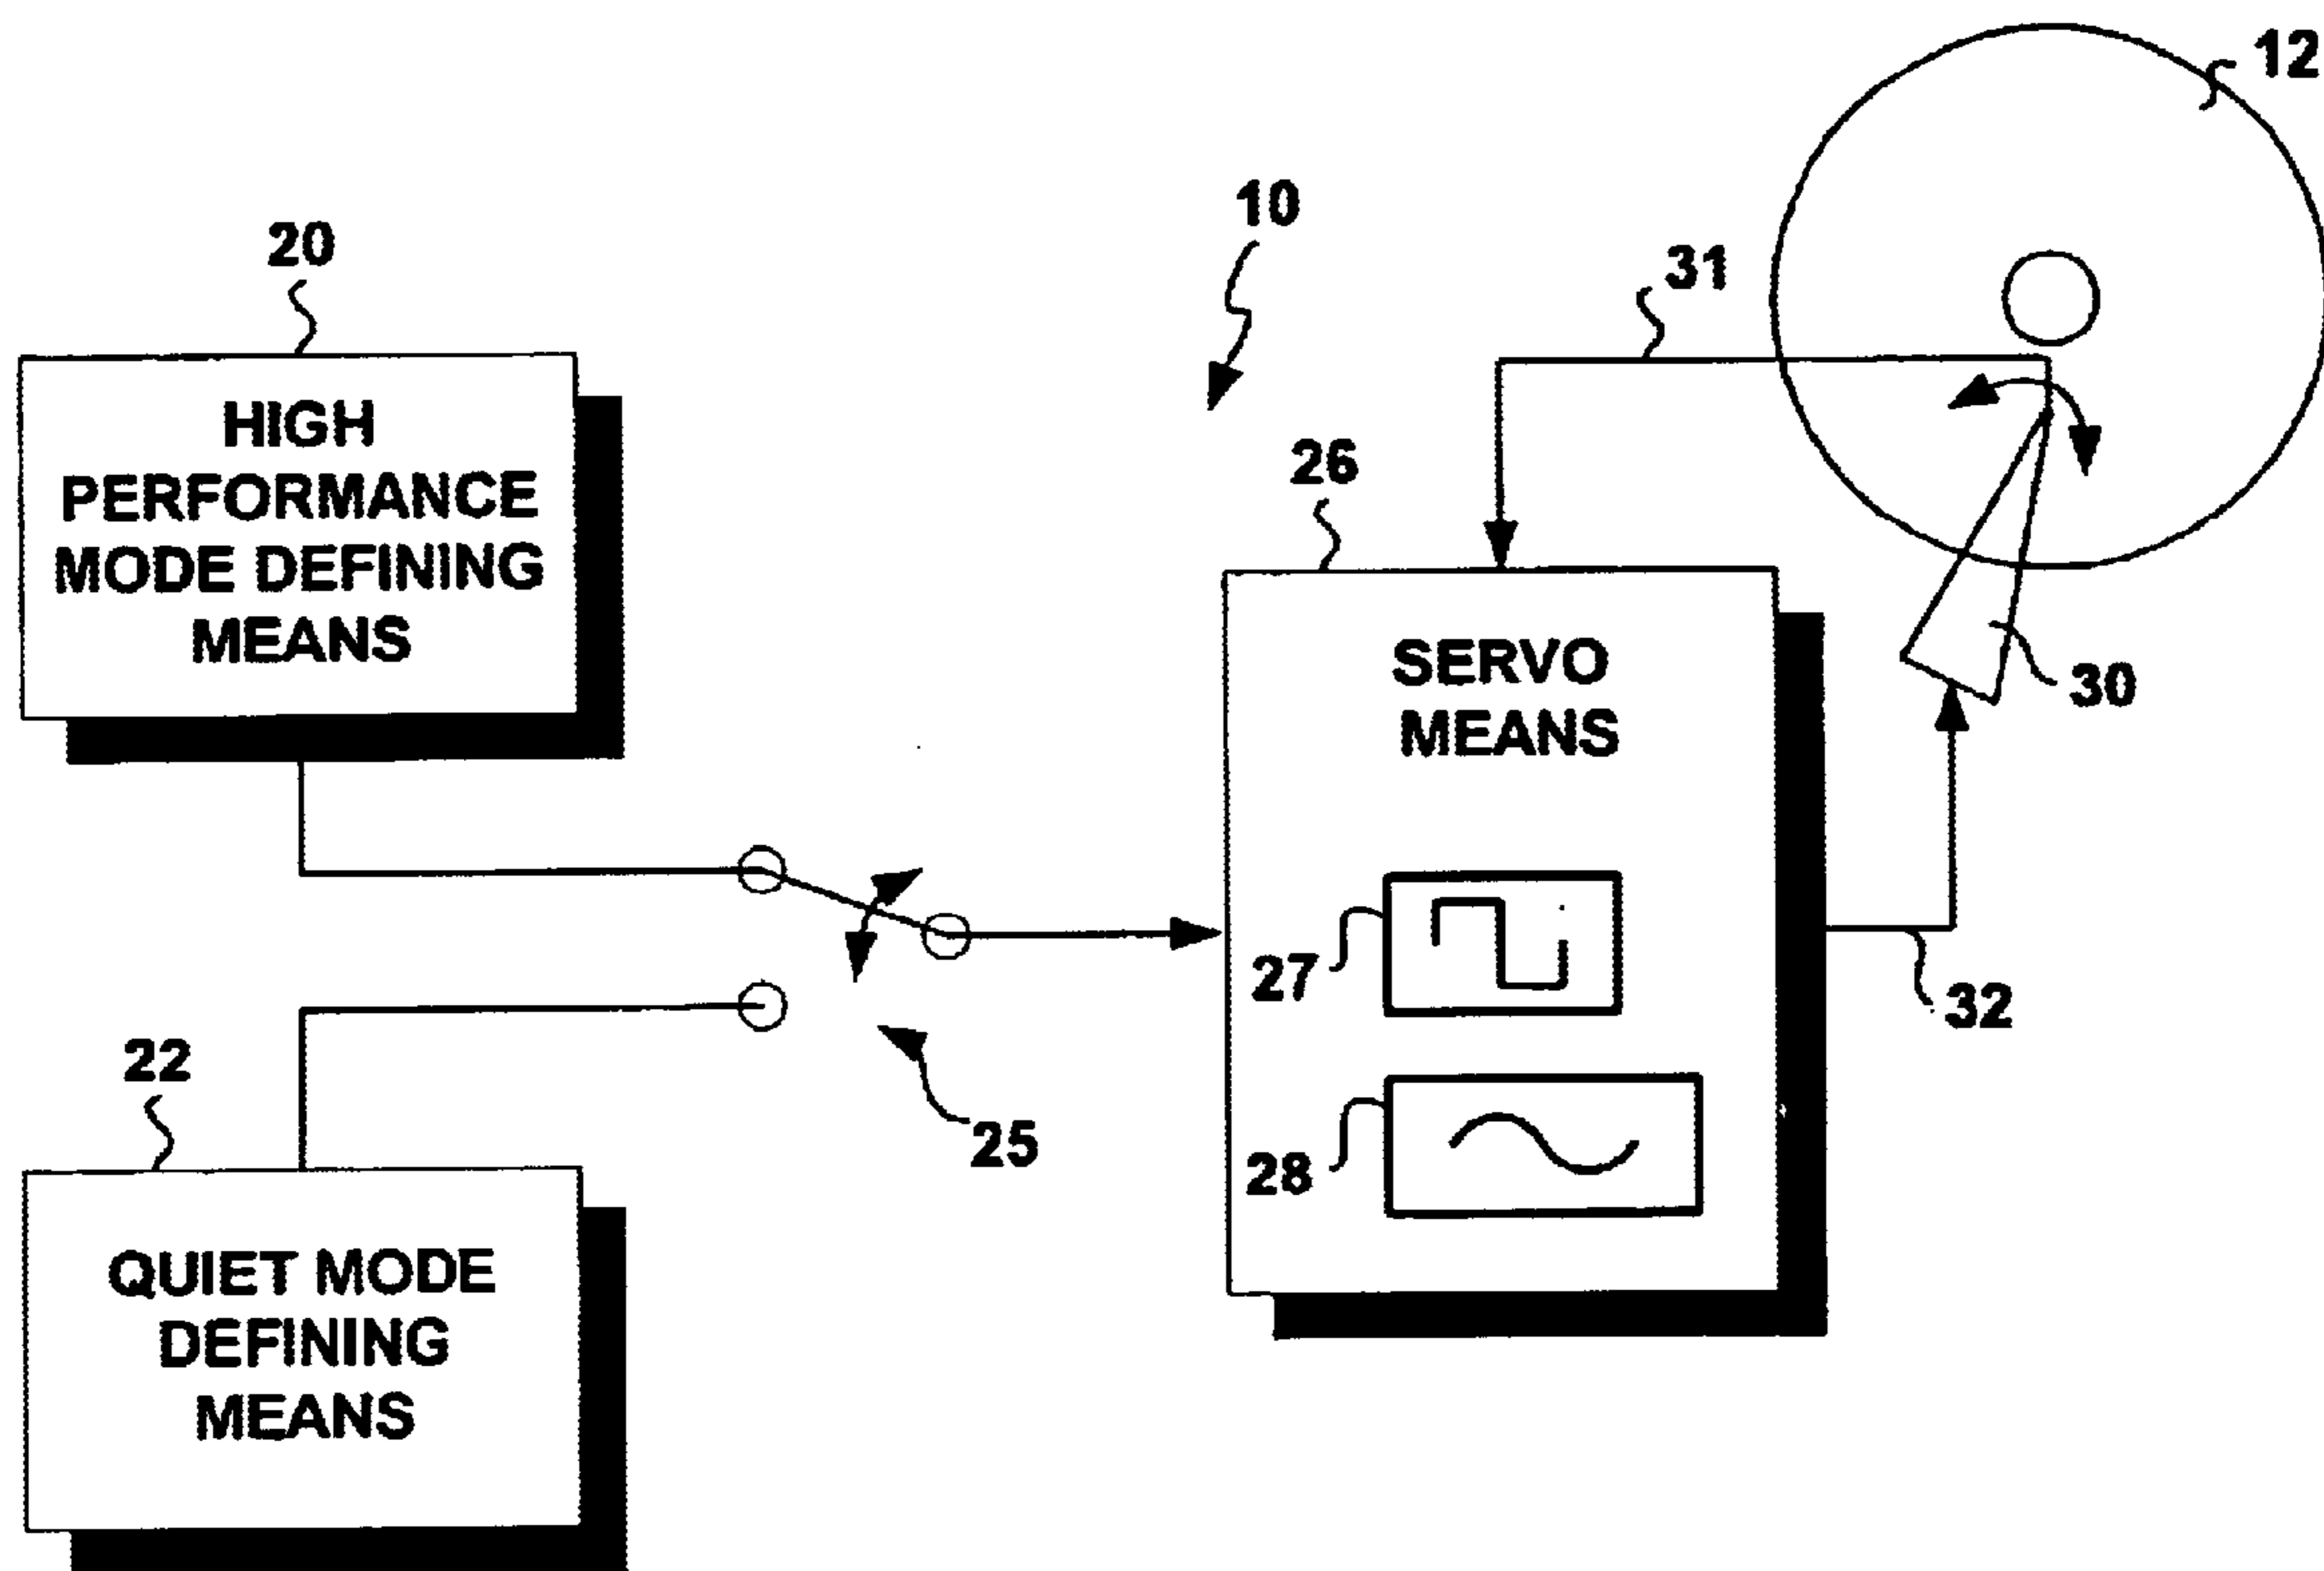 12
10
20
31
HIGH
PERFORMANCE
MODE DEFINING
MEANS
26
SERVO
MEANS
30
27
32
22
25
28
QUIET MODE
DEFINING
MEANS